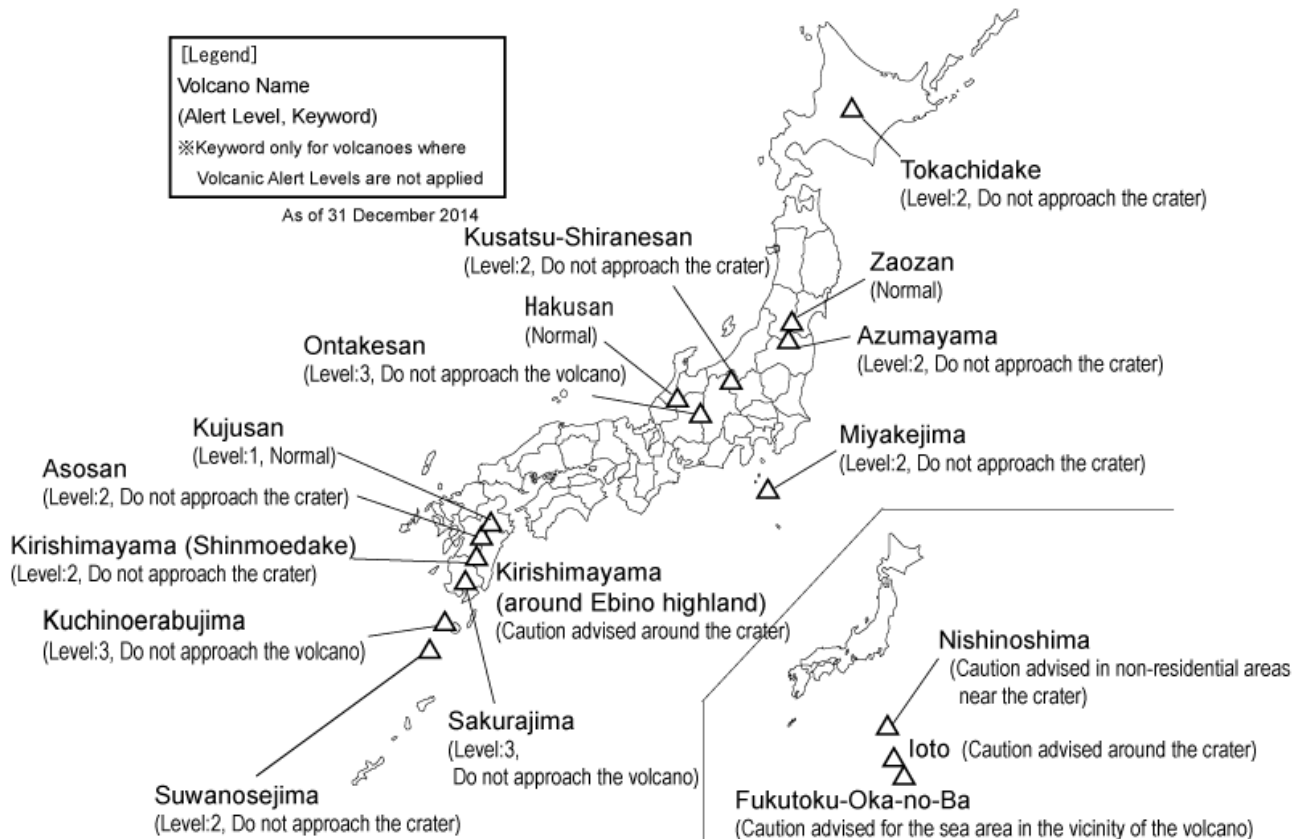 [Legend]
Volcano Name
(Alert Level, Keyword)
※Keyword only for volcanoes where
Volcanic Alert Levels are not applied
As of 31 December 2014
Tokachidake
(Level:2, Do not approach the crater)
Kusatsu-Shiranesan
(Level:2, Do not approach the crater)
Zaozan
(Normal)
Hakusan
(Normal)
Azumayama
(Level:2, Do not approach the crater)
Ontakesan
(Level:3, Do not approach the volcano)
Kujusan
(Level:1, Normal)
Miyakejima
(Level:2, Do not approach the crater)
Asosan
(Level:2, Do not approach the crater)
Kirishimayama (Shinmoedake)
(Level:2, Do not approach the crater)
Kirishimayama
(around Ebino highland)
(Caution advised around the crater)
Kuchinoerabujima
(Level:3, Do not approach the volcano)
Nishinoshima
(Caution advised in non-residential areas
near the crater)
Sakurajima
(Level:3,
Do not approach the volcano)
Ioto (Caution advised around the crater)
Suwanosejima
(Level:2, Do not approach the crater)
Fukutoku-Oka-no-Ba
(Caution advised for the sea area in the vicinity of the volcano)